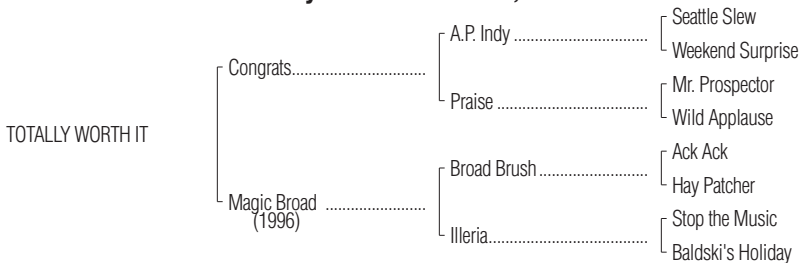 Seattle Slew
A.P. Indy ....................................
Weekend Surprise
Congrats....................................
Mr. Prospector
Praise ........................................
Wild Applause
TOTALLY WORTH IT
Ack Ack
Broad Brush..............................
Hay Patcher
Magic Broad ...........................
(1996)
Stop the Music
Illeria...........................................
Baldski's Holiday